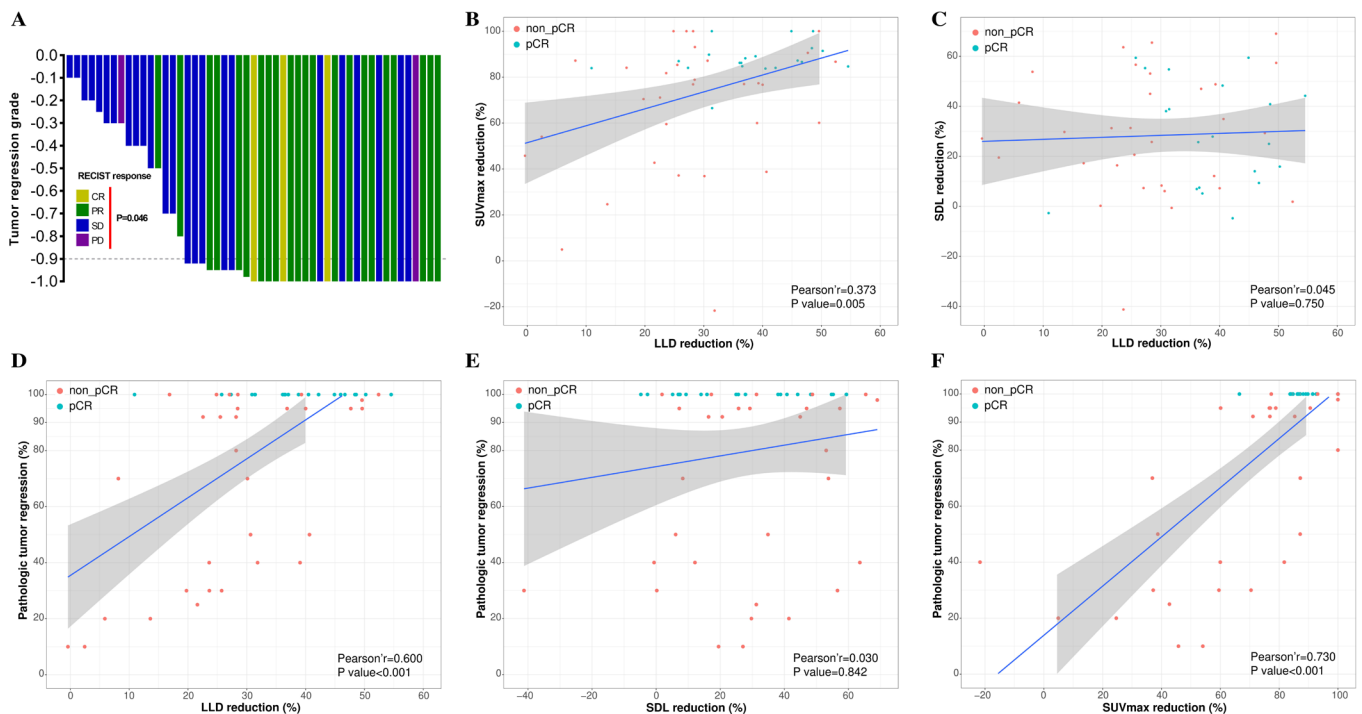 A
0.0
-0.1
-0.2
-0.3
-0.4
-0.5
-0.6
-0.7
-0.8
-0.9
-1.0
Tumor regression grade
RECIST response
CR
PR
SD
PD
P=0.046
B
non_pCR
pCR
100
80
60
40
20
0
−20
SUVmax reduction (%)
Pearson'r=0.373
P value=0.005
0 10 20 30 40 50 60
LLD reduction (%)
C
non_pCR
pCR
60
40
20
0
−20
−40
SDL reduction (%)
Pearson'r=0.045
P value=0.750
0 10 20 30 40 50 60
LLD reduction (%)
D
non_pCR
pCR
100
90
80
60
40
20
0
Pathologic tumor regression (%)
Pearson'r=0.600
P value<0.001
0 10 20 30 40 50 60
LLD reduction (%)
E
non_pCR
pCR
100
90
80
60
40
20
0
Pathologic tumor regression (%)
Pearson'r=0.030
P value=0.842
−40 −20 0 20 40 60
SDL reduction (%)
F
non_pCR
pCR
100
90
80
60
40
20
0
Pathologic tumor regression (%)
Pearson'r=0.730
P value<0.001
−20 0 20 40 60 80 100
SUVmax reduction (%)